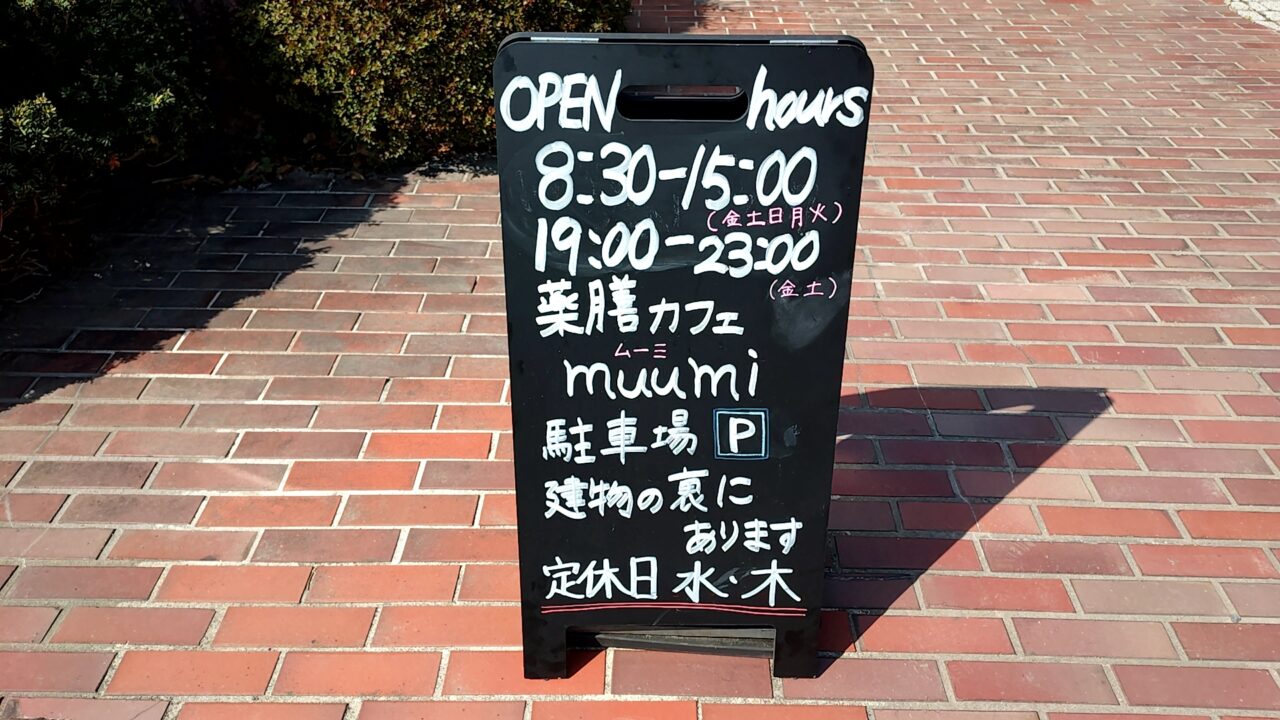 OPEN hours
8:30-15:00
(金土日月火)
19:00-23:00
(金土)
薬膳カフェ
ムーミ
muumi
駐車場 P
建物の裏に
あります
定休日 水・木